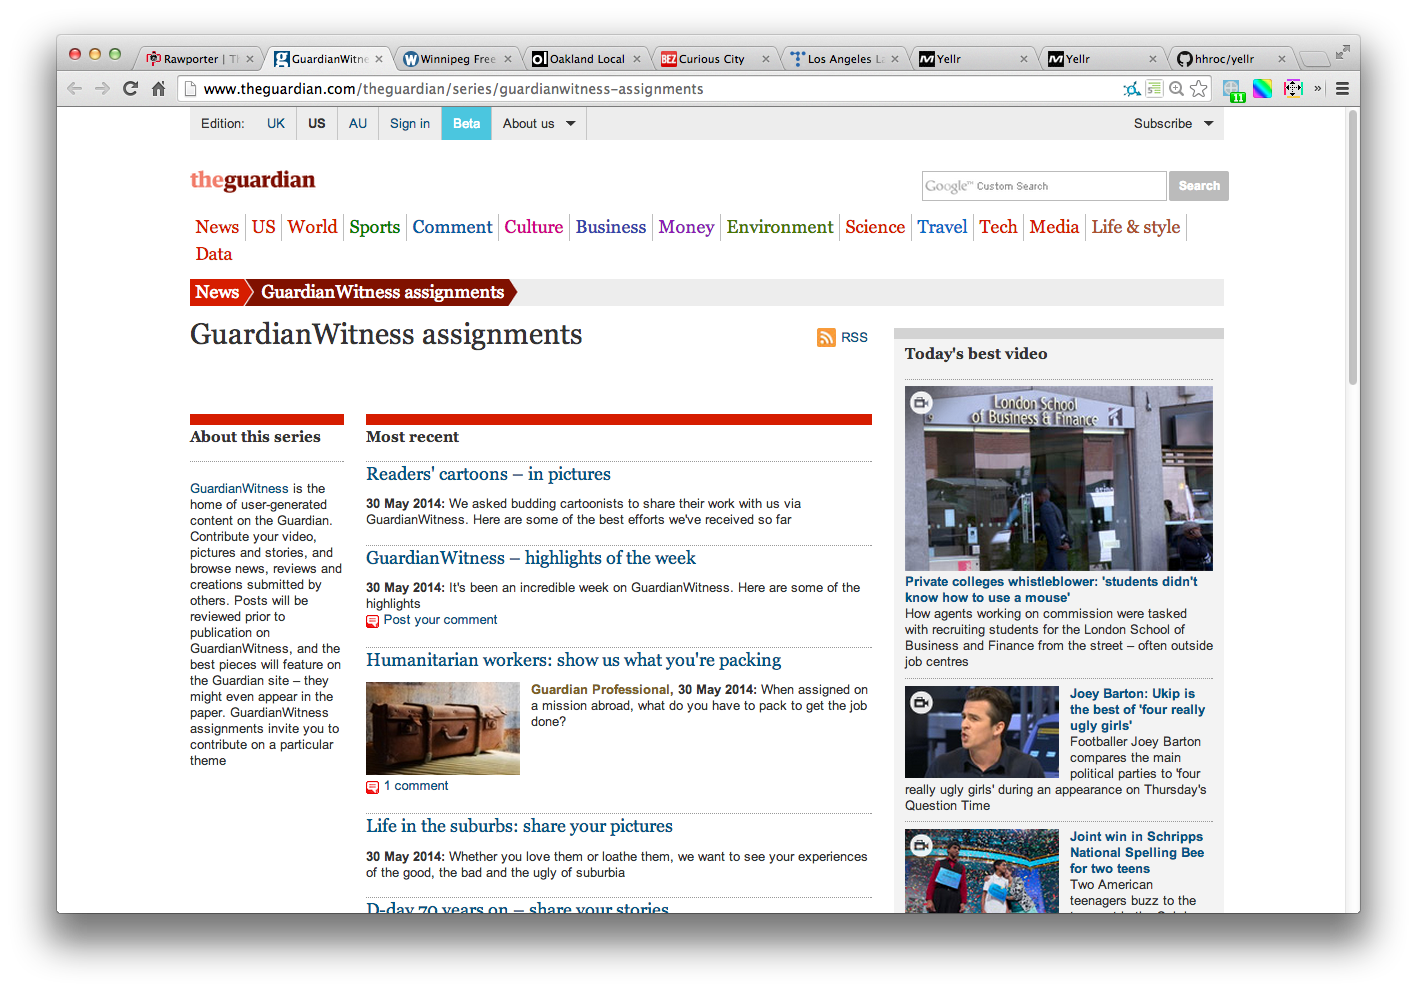 Rawporter | Th
GuardianWitne
Winnipeg Free
Oakland Local
BEZ Curious City
Los Angeles La
Yellr
Yellr
hhroc/yellr
www.theguardian.com/theguardian/series/guardianwitness-assignments
11
»
Edition: UK US AU Sign in Beta About us
Subscribe
theguardian
Google™ Custom Search
Search
News US World Sports Comment Culture Business Money Environment Science Travel Tech Media Life & style
Data
News GuardianWitness assignments
GuardianWitness assignments
RSS
About this series
GuardianWitness is the
home of user-generated
content on the Guardian.
Contribute your video,
pictures and stories, and
browse news, reviews and
creations submitted by
others. Posts will be
reviewed prior to
publication on
GuardianWitness, and the
best pieces will feature on
the Guardian site – they
might even appear in the
paper. GuardianWitness
assignments invite you to
contribute on a particular
theme
Most recent
Readers' cartoons – in pictures
30 May 2014: We asked budding cartoonists to share their work with us via
GuardianWitness. Here are some of the best efforts we've received so far
GuardianWitness – highlights of the week
30 May 2014: It's been an incredible week on GuardianWitness. Here are some of the
highlights
Post your comment
Humanitarian workers: show us what you're packing
Guardian Professional, 30 May 2014: When assigned on
a mission abroad, what do you have to pack to get the job
done?
1 comment
Life in the suburbs: share your pictures
30 May 2014: Whether you love them or loathe them, we want to see your experiences
of the good, the bad and the ugly of suburbia
D-day 70 years on – share your stories
Today's best video
London School
of Business & Finance
Private colleges whistleblower: 'students didn't
know how to use a mouse'
How agents working on commission were tasked
with recruiting students for the London School of
Business and Finance from the street – often outside
job centres
Joey Barton: Ukip is
the best of 'four really
ugly girls'
Footballer Joey Barton
compares the main
political parties to 'four
really ugly girls' during an appearance on Thursday's
Question Time
Joint win in Schripps
National Spelling Bee
for two teens
Two American
teenagers buzz to the